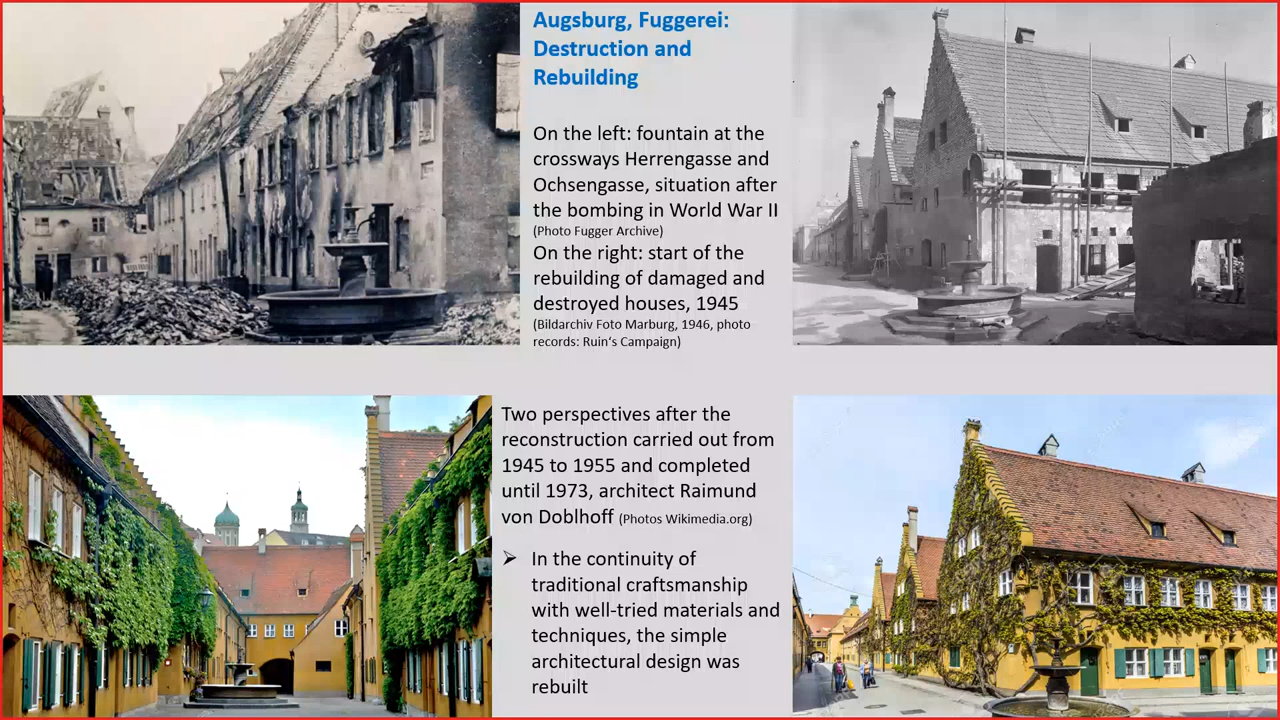 Augsburg, Fuggerei:
Destruction and
Rebuilding
On the left: fountain at the
crossways Herrengasse and
Ochsengasse, situation after
the bombing in World War II
(Photo Fugger Archive)
On the right: start of the
rebuilding of damaged and
destroyed houses, 1945
(Bildarchiv Foto Marburg, 1946, photo
records: Ruin‘s Campaign)
Two perspectives after the
reconstruction carried out from
1945 to 1955 and completed
until 1973, architect Raimund
von Doblhoff (Photos Wikimedia.org)
➢ In the continuity of
traditional craftsmanship
with well-tried materials and
techniques, the simple
architectural design was
rebuilt